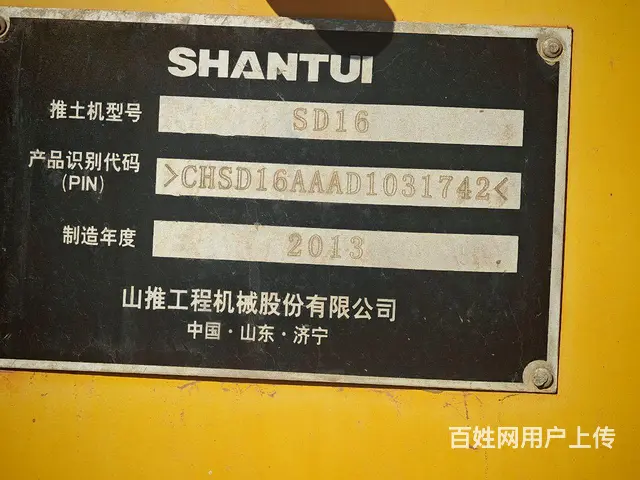 SHANTUI
推土机型号 SD16
产品识别代码 (PIN) >CHSD16AAAD1031742<
制造年度 2013
山推工程机械股份有限公司
中国·山东·济宁
百姓网用户上传